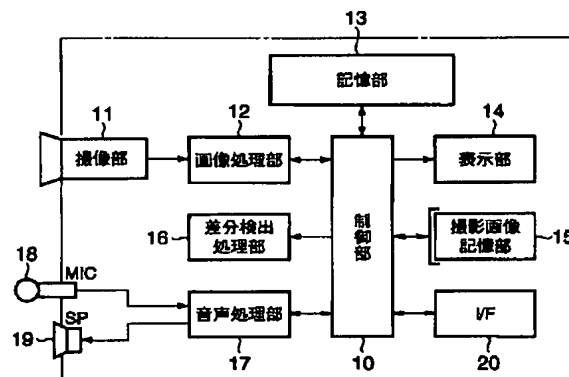 13
記憶部
11
撮像部
12
画像処理部
14
表示部
16
差分検出
処理部
制御部
撮影画像
記憶部
15
18
MIC
SP
19
音声処理部
17
10
I/F
20